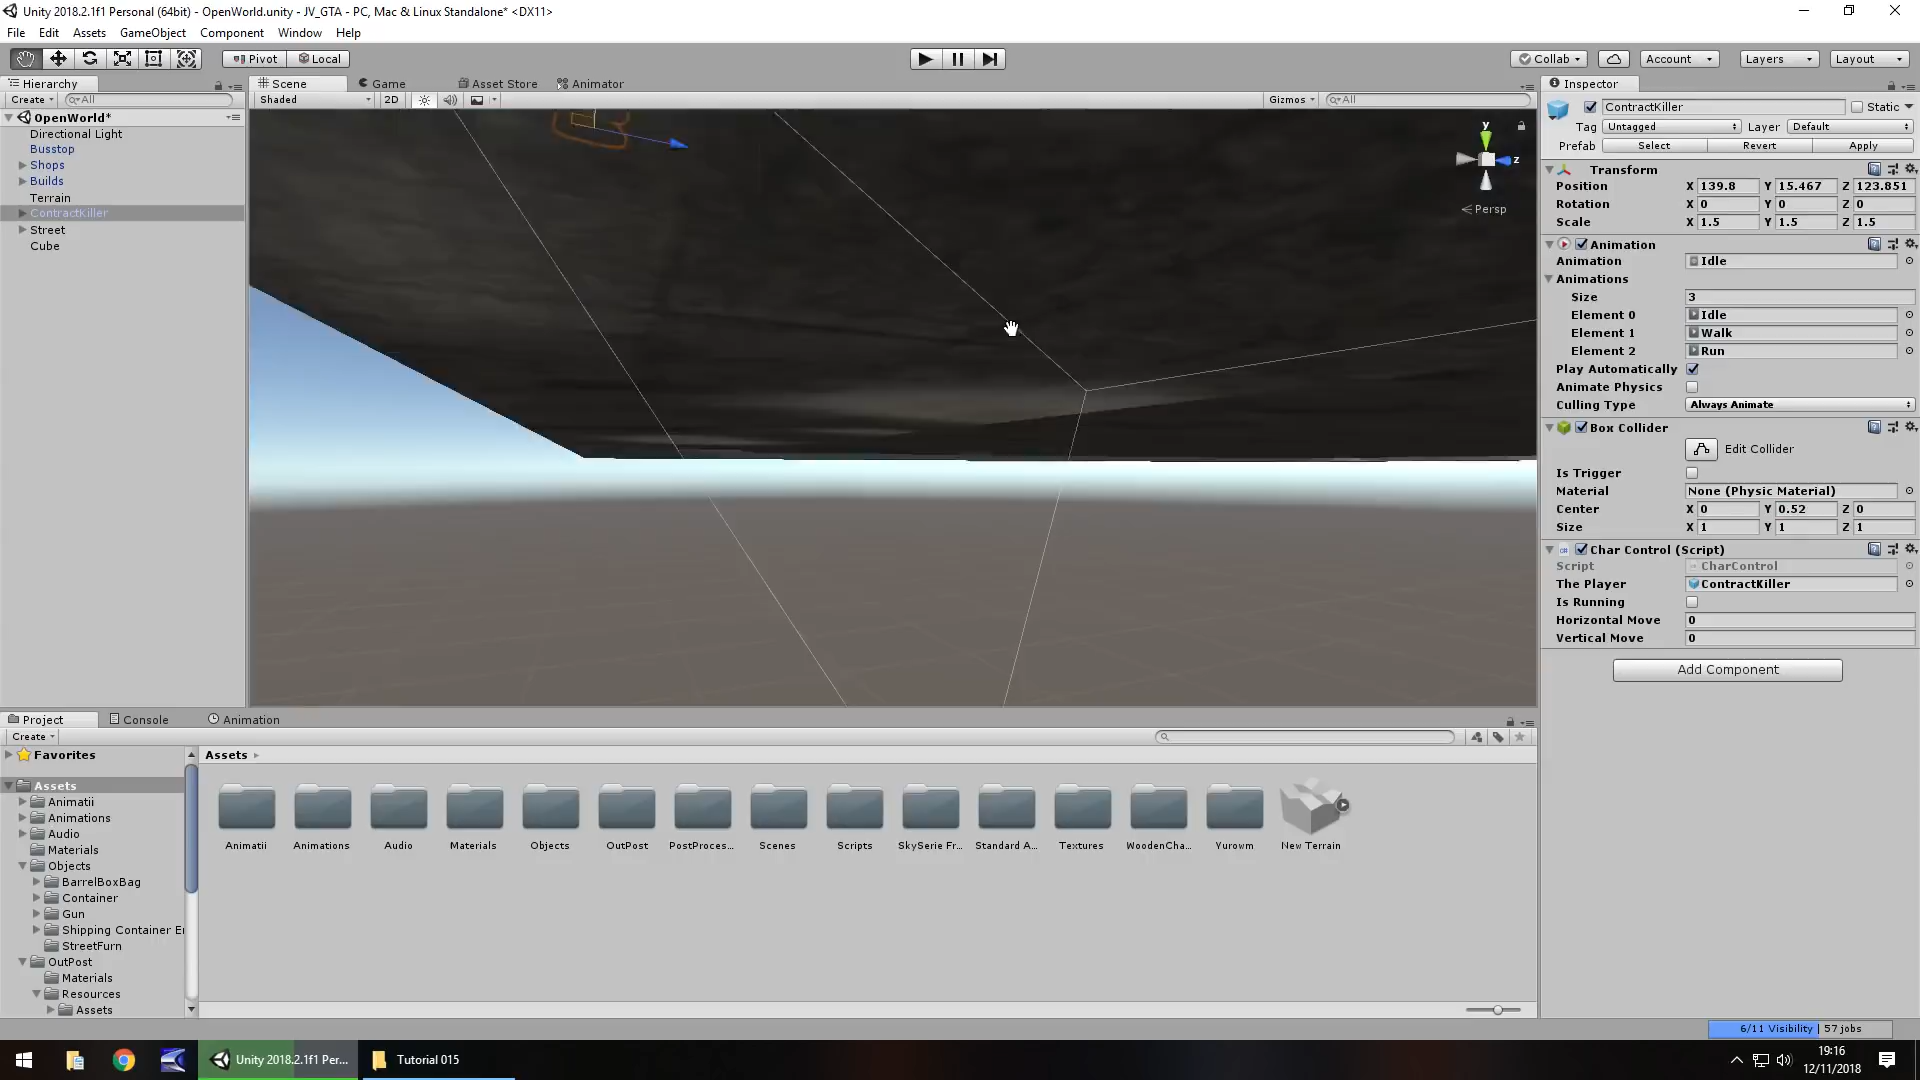 Unity 2018.2.1f1 Personal (64bit) - OpenWorld.unity - JV_GTA - PC, Mac & Linux Standalone* <DX11>
File Edit Assets GameObject Component Window Help
Pivot Local Collab Account Layers Layout
Hierarchy Scene Game Asset Store Animator Inspector
Create All Shaded 2D Gizmos All
OpenWorld*
Directional Light
Busstop
Shops
Builds
Terrain
ContractKiller
Street
Cube
y
z
Persp
ContractKiller Static
Tag Untagged Layer Default
Prefab Select Revert Apply
Transform
Position X 139.8 Y 15.467 Z 123.851
Rotation X 0 Y 0 Z 0
Scale X 1.5 Y 1.5 Z 1.5
Animation
Animation Idle
Animations
Size 3
Element 0 Idle
Element 1 Walk
Element 2 Run
Play Automatically
Animate Physics
Culling Type Always Animate
Box Collider
Edit Collider
Is Trigger
Material None (Physic Material)
Center X 0 Y 0.52 Z 0
Size X 1 Y 1 Z 1
Char Control (Script)
Script CharControl
The Player ContractKiller
Is Running
Horizontal Move 0
Vertical Move 0
Add Component
Project Console Animation
Create
Favorites
Assets
Animatii
Animations
Audio
Materials
Objects
BarrelBoxBag
Container
Gun
Shipping Container Er
StreetFurn
OutPost
Materials
Resources
Assets
Assets
Animatii Animations Audio Materials Objects OutPost PostProces... Scenes Scripts SkySerie Fr... Standard A... Textures WoodenCha... Yurowm New Terrain
6/11 Visibility | 57 jobs
Unity 2018.2.1f1 Per... Tutorial 015
19:16
12/11/2018